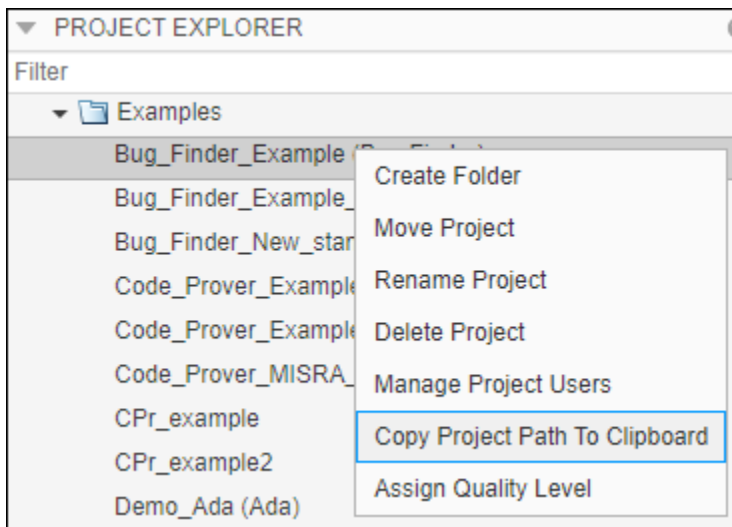 PROJECT EXPLORER
Filter
Examples
Bug_Finder_Example
Bug_Finder_Example_
Bug_Finder_New_star
Code_Prover_Example
Code_Prover_Example
Code_Prover_MISRA_
CPr_example
CPr_example2
Demo_Ada (Ada)
Create Folder
Move Project
Rename Project
Delete Project
Manage Project Users
Copy Project Path To Clipboard
Assign Quality Level